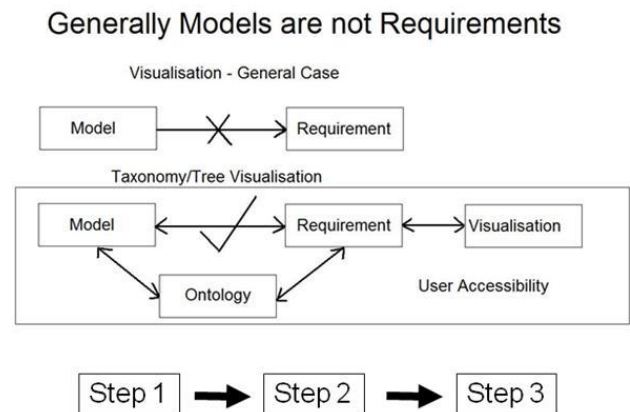 Generally Models are not Requirements
Visualisation - General Case
Model
Requirement
Taxonomy/Tree Visualisation
Model
Requirement
Visualisation
Ontology
User Accessibility
Step 1
Step 2
Step 3